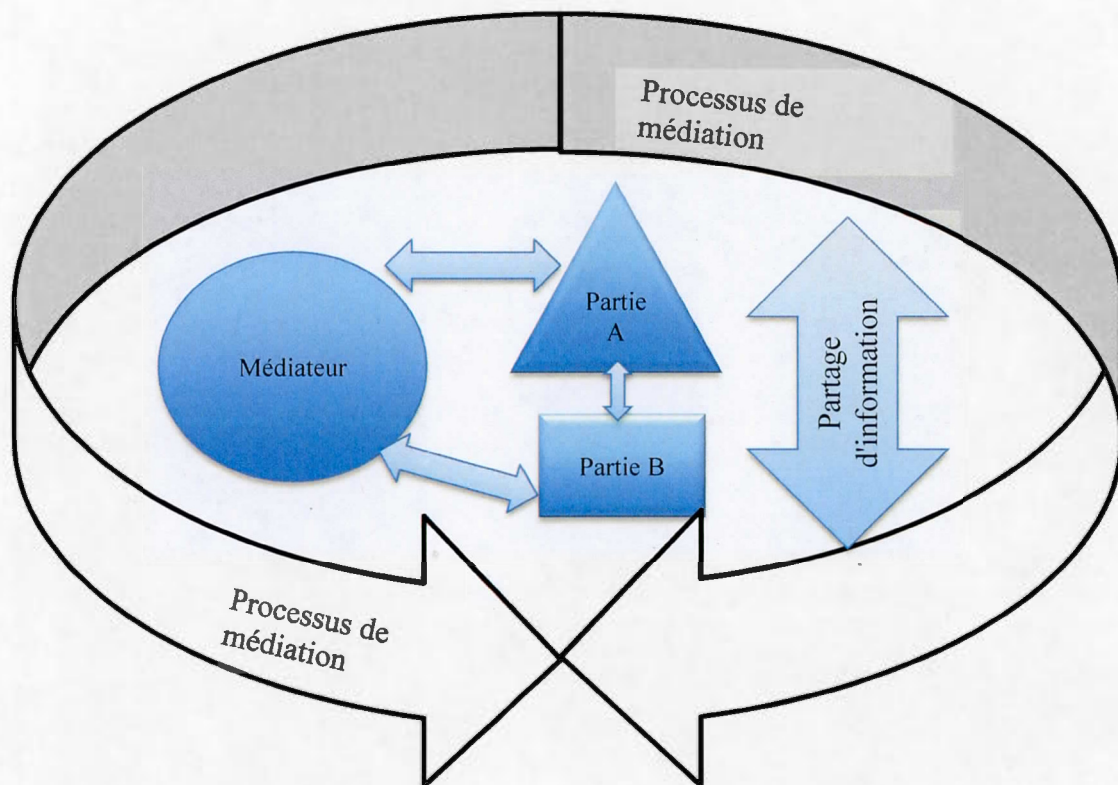 Processus de
médiation
Partie
A
Médiateur
Partage
d'information
Partie B
Processus de
médiation